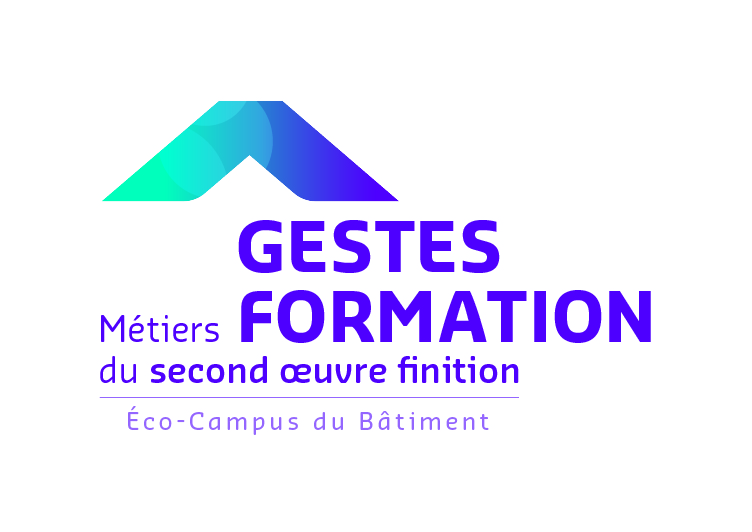 GESTES
Métiers FORMATION
du second œuvre finition
Éco-Campus du Bâtiment